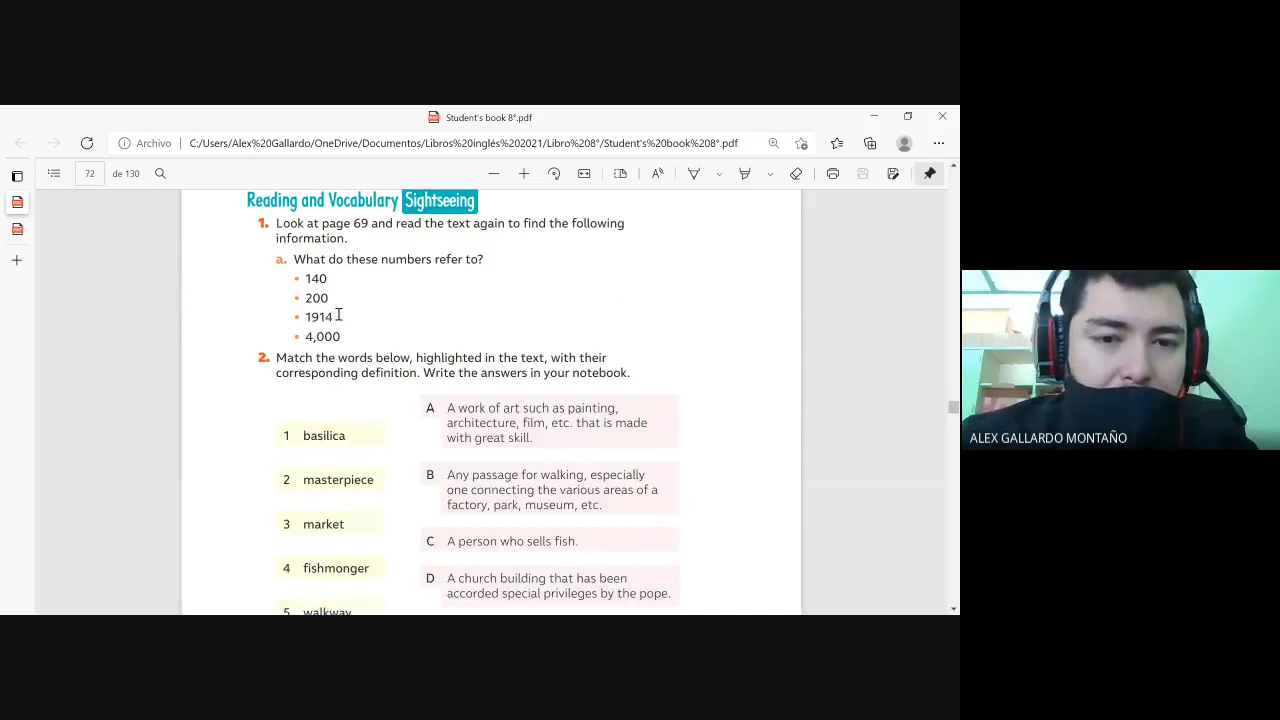 Student's book 8°.pdf
Archivo
C:/Users/Alex%20Gallardo/OneDrive/Documentos/Libros%20inglés%202021/Libro%208°/Student's%20book%208°.pdf
72
de 130
Reading and Vocabulary Sightseeing
1. Look at page 69 and read the text again to find the following
information.
a. What do these numbers refer to?
• 140
• 200
• 1914
• 4,000
2. Match the words below, highlighted in the text, with their
corresponding definition. Write the answers in your notebook.
1 basilica
2 masterpiece
3 market
4 fishmonger
5 walkway
A A work of art such as painting,
architecture, film, etc. that is made
with great skill.
B Any passage for walking, especially
one connecting the various areas of a
factory, park, museum, etc.
C A person who sells fish.
D A church building that has been
accorded special privileges by the pope.
ALEX GALLARDO MONTAÑO